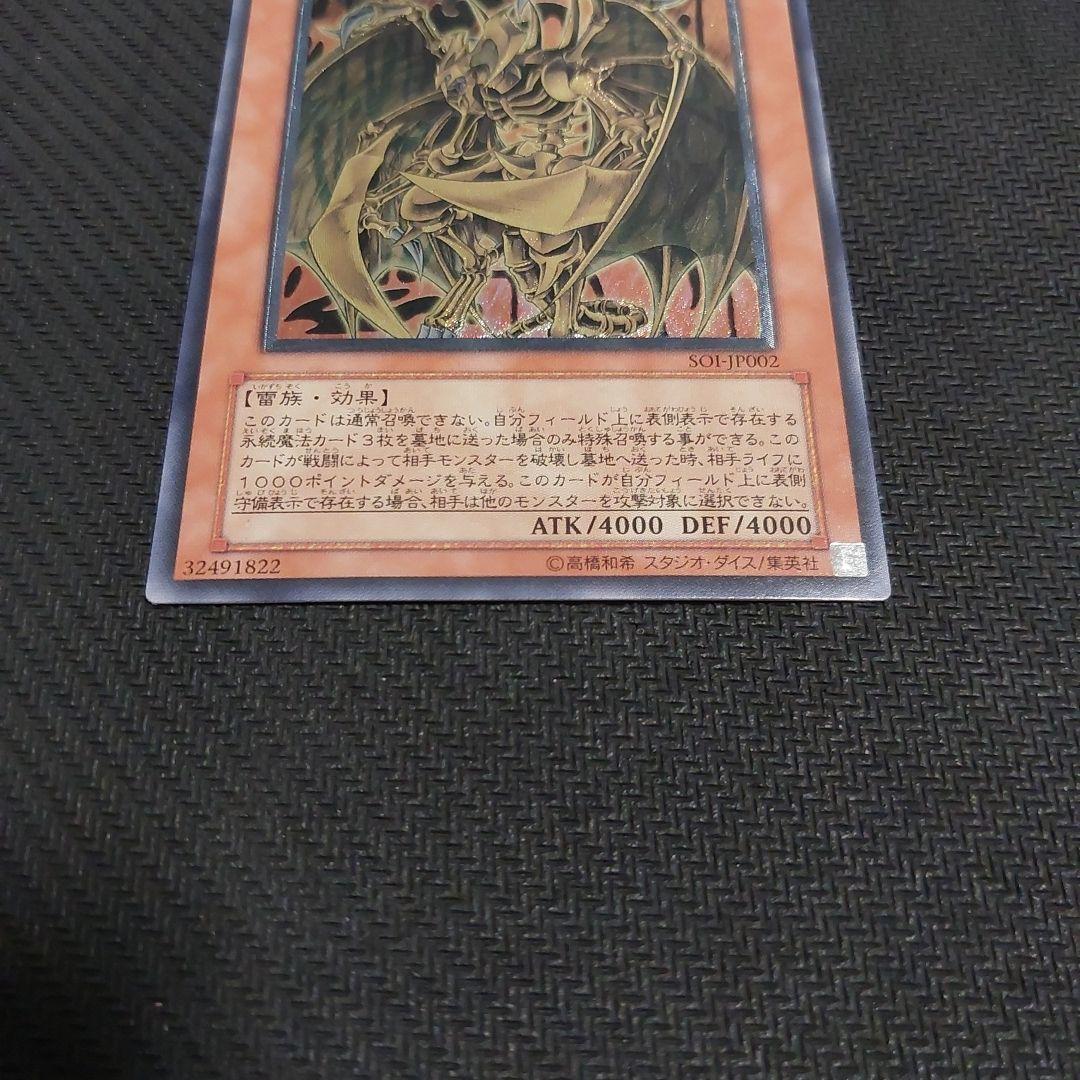 SOI-JP002
【雷族・効果】
このカードは通常召喚できない。自分フィールド上に表側表示で存在する
永続魔法カード3枚を墓地に送った場合のみ特殊召喚する事ができる。この
カードが戦闘によって相手モンスターを破壊し墓地へ送った時、相手ライフに
1000ポイントダメージを与える。このカードが自分フィールド上に表側
守備表示で存在する場合、相手は他のモンスターを攻撃対象に選択できない。
ATK/4000 DEF/4000
32491822 ©高橋和希 スタジオ・ダイス/集英社